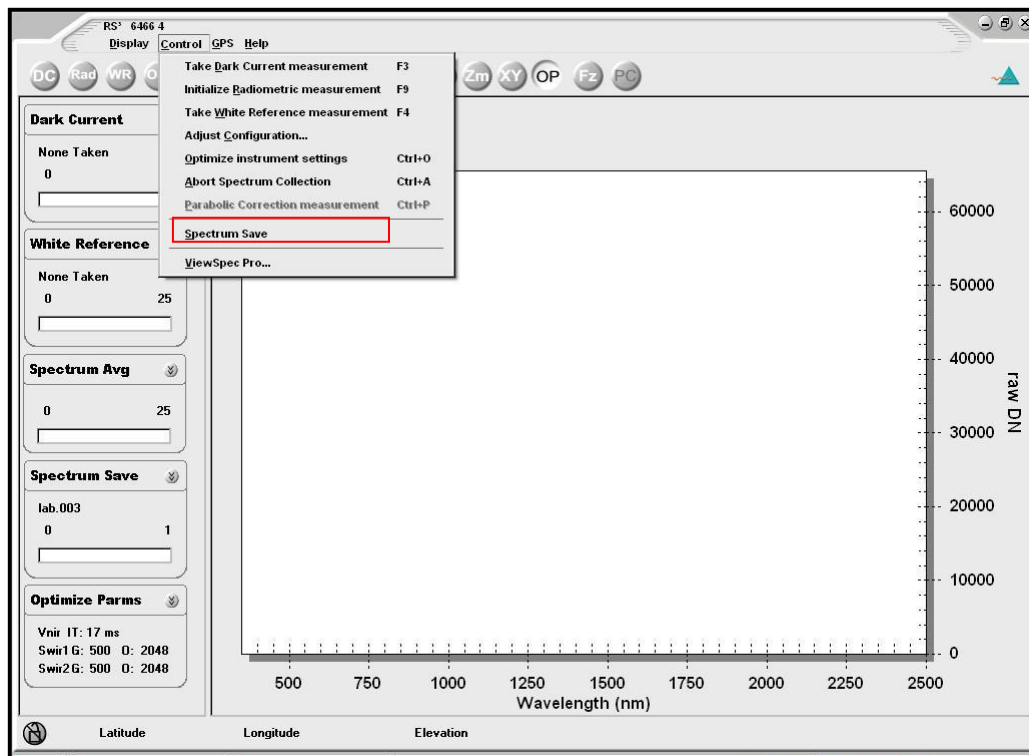 RS³ 6466 4
Display Control GPS Help
DC Rad WR O Zm XY OP Fz PC
Take Dark Current measurement F3
Initialize Radiometric measurement F9
Take White Reference measurement F4
Adjust Configuration...
Optimize instrument settings Ctrl+O
Abort Spectrum Collection Ctrl+A
Parabolic Correction measurement Ctrl+P
Spectrum Save
ViewSpec Pro...
Dark Current
None Taken
0
White Reference
None Taken
0 25
Spectrum Avg
0 25
Spectrum Save
lab.003
0 1
Optimize Parms
Vnir IT: 17 ms
Swir1 G: 500 O: 2048
Swir2 G: 500 O: 2048
60000
50000
40000
30000
20000
10000
0
raw DN
500 750 1000 1250 1500 1750 2000 2250 2500
Wavelength (nm)
Latitude Longitude Elevation